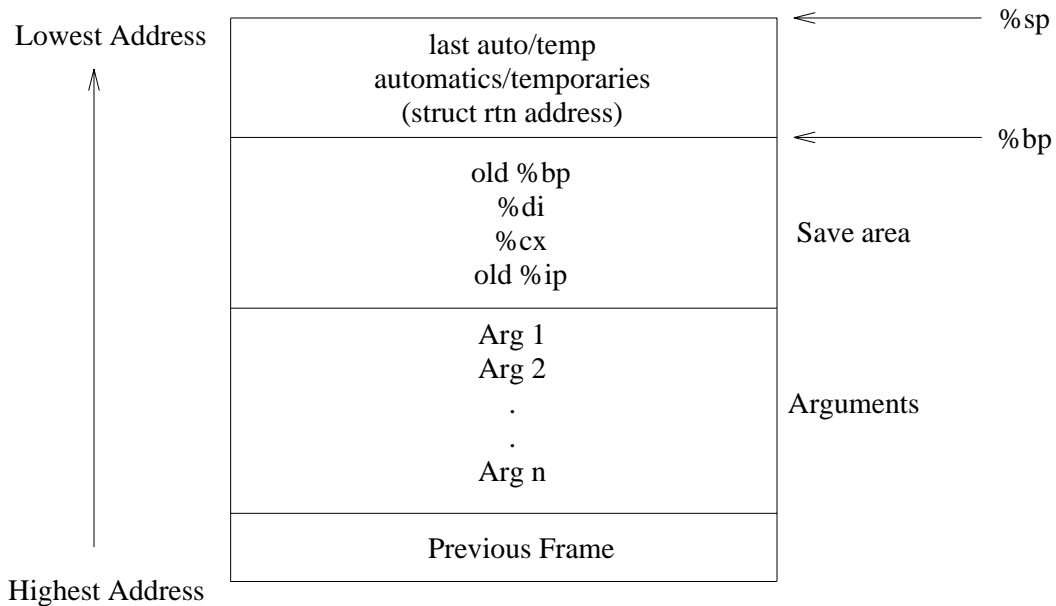 %sp
Lowest Address
last auto/temp
automatics/temporaries
(struct rtn address)
%bp
old %bp
%di
%cx
old %ip
Save area
Arg 1
Arg 2
.
.
Arg n
Arguments
Previous Frame
Highest Address